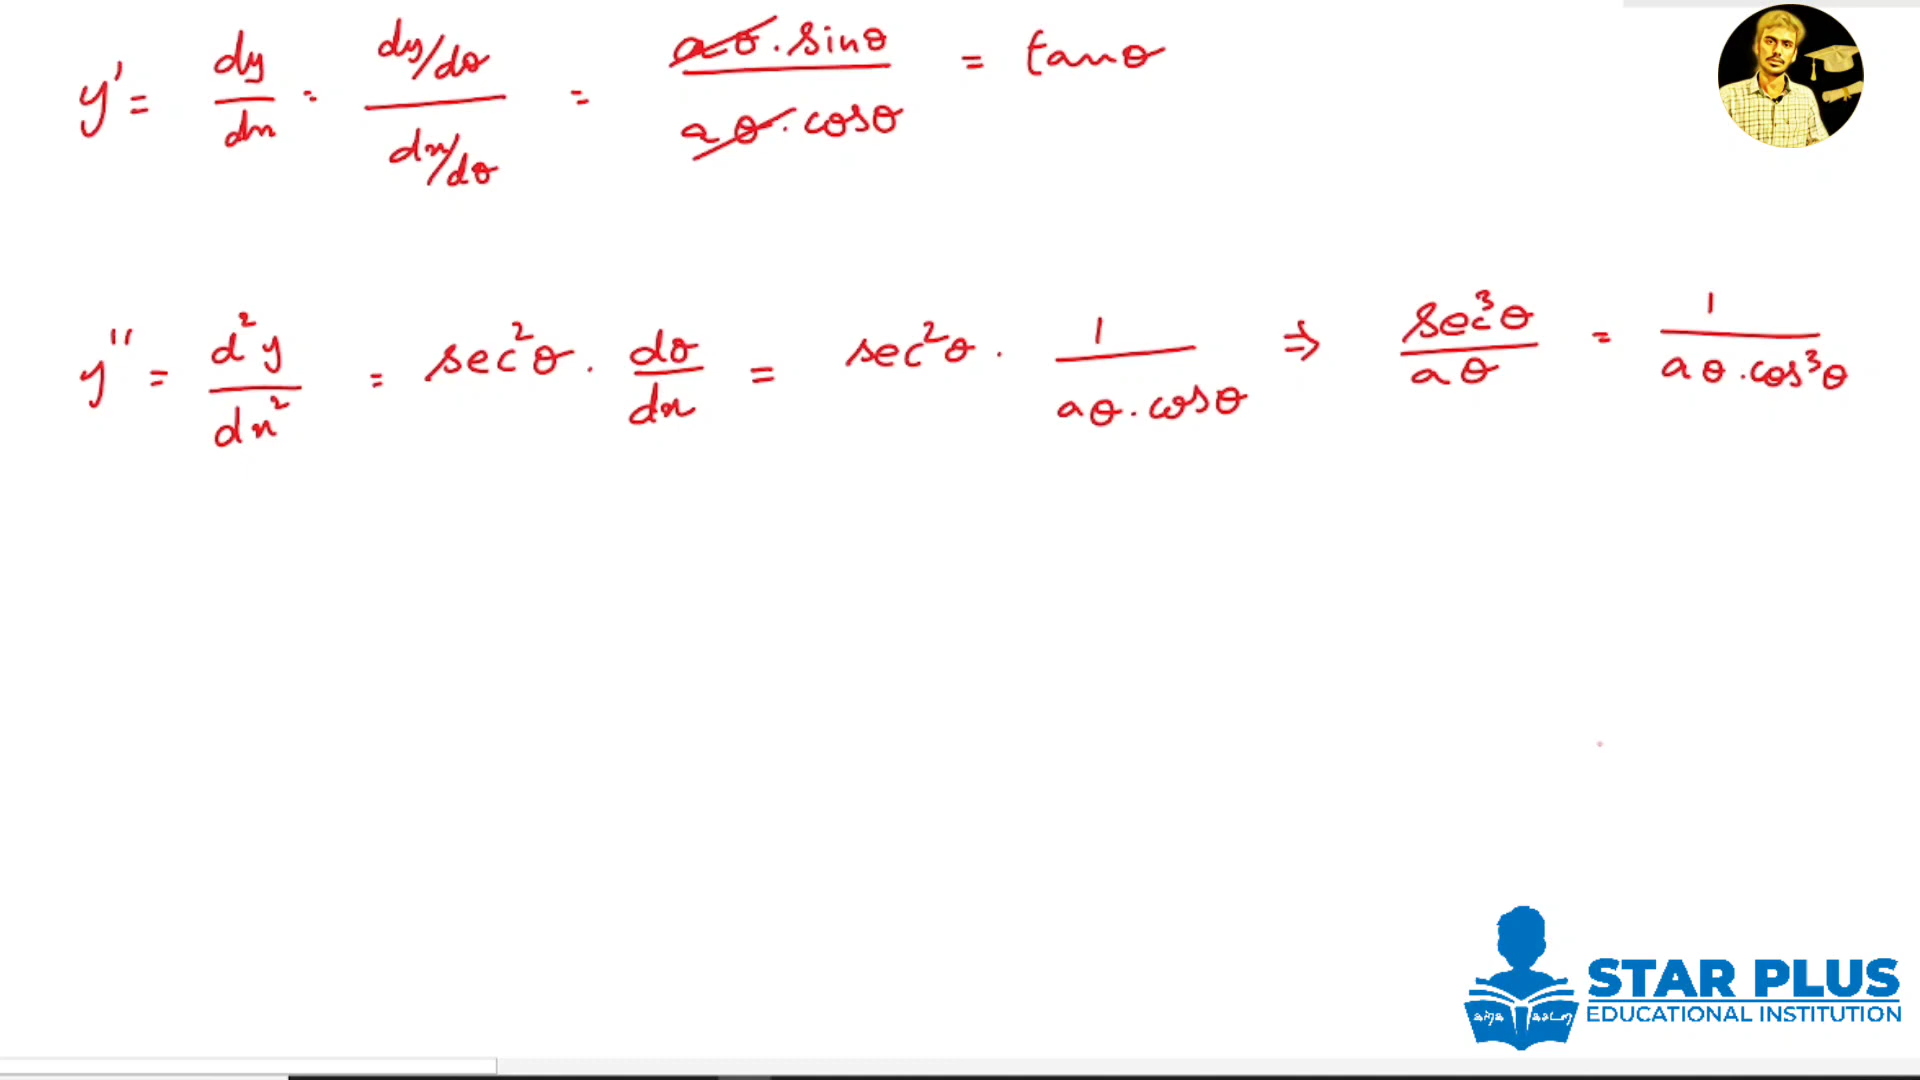 y' = dy/dx = (dy/dθ)/(dx/dθ) = (aθ · sinθ)/(aθ · cosθ) = tanθ
y'' = d²y/dx² = sec²θ · dθ/dx = sec²θ · 1/(aθ · cosθ) ⇒ sec³θ/aθ = 1/(aθ · cos³θ)
STAR PLUS
EDUCATIONAL INSTITUTION